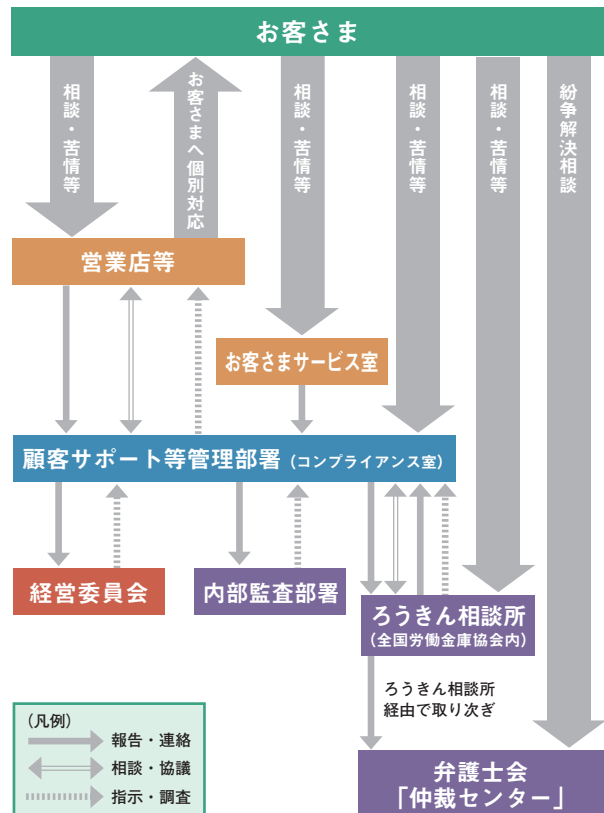 お客さま
相談・苦情等
お客さまへ個別対応
相談・苦情等
相談・苦情等
相談・苦情等
紛争解決相談
営業店等
お客さまサービス室
顧客サポート等管理部署(コンプライアンス室)
経営委員会
内部監査部署
ろうきん相談所
(全国労働金庫協会内)
ろうきん相談所
経由で取り次ぎ
(凡例)
報告・連絡
相談・協議
指示・調査
弁護士会
「仲裁センター」